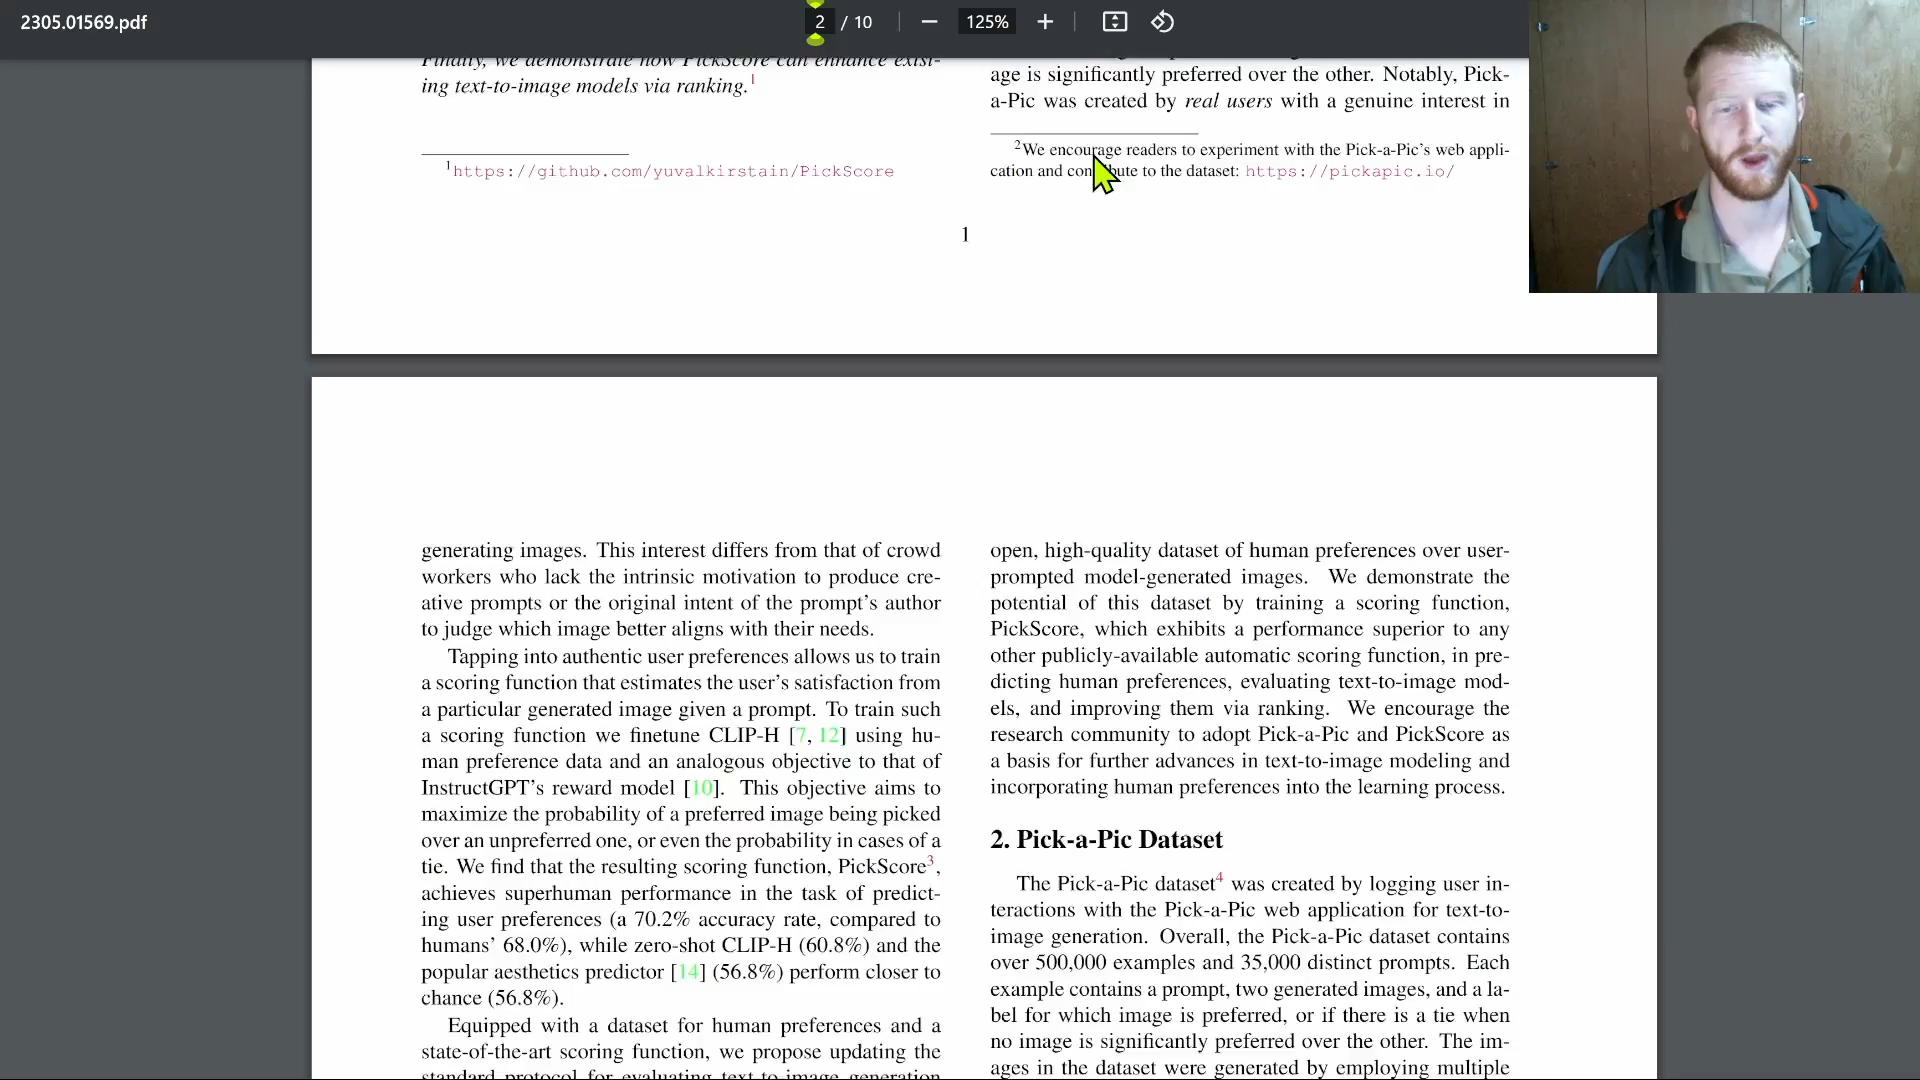 2305.01569.pdf
2 / 10
125%
Finally, we demonstrate how PickScore can enhance exist-
ing text-to-image models via ranking.1
1https://github.com/yuvalkirstain/PickScore
age is significantly preferred over the other. Notably, Pick-
a-Pic was created by real users with a genuine interest in
2We encourage readers to experiment with the Pick-a-Pic's web appli-
cation and contribute to the dataset: https://pickapic.io/
1
generating images. This interest differs from that of crowd
workers who lack the intrinsic motivation to produce cre-
ative prompts or the original intent of the prompt's author
to judge which image better aligns with their needs.
Tapping into authentic user preferences allows us to train
a scoring function that estimates the user's satisfaction from
a particular generated image given a prompt. To train such
a scoring function we finetune CLIP-H [7, 12] using hu-
man preference data and an analogous objective to that of
InstructGPT's reward model [10]. This objective aims to
maximize the probability of a preferred image being picked
over an unpreferred one, or even the probability in cases of a
tie. We find that the resulting scoring function, PickScore3,
achieves superhuman performance in the task of predict-
ing user preferences (a 70.2% accuracy rate, compared to
humans' 68.0%), while zero-shot CLIP-H (60.8%) and the
popular aesthetics predictor [14] (56.8%) perform closer to
chance (56.8%).
Equipped with a dataset for human preferences and a
state-of-the-art scoring function, we propose updating the
standard protocol for evaluating text-to-image generation
open, high-quality dataset of human preferences over user-
prompted model-generated images. We demonstrate the
potential of this dataset by training a scoring function,
PickScore, which exhibits a performance superior to any
other publicly-available automatic scoring function, in pre-
dicting human preferences, evaluating text-to-image mod-
els, and improving them via ranking. We encourage the
research community to adopt Pick-a-Pic and PickScore as
a basis for further advances in text-to-image modeling and
incorporating human preferences into the learning process.
2. Pick-a-Pic Dataset
The Pick-a-Pic dataset4 was created by logging user in-
teractions with the Pick-a-Pic web application for text-to-
image generation. Overall, the Pick-a-Pic dataset contains
over 500,000 examples and 35,000 distinct prompts. Each
example contains a prompt, two generated images, and a la-
bel for which image is preferred, or if there is a tie when
no image is significantly preferred over the other. The im-
ages in the dataset were generated by employing multiple